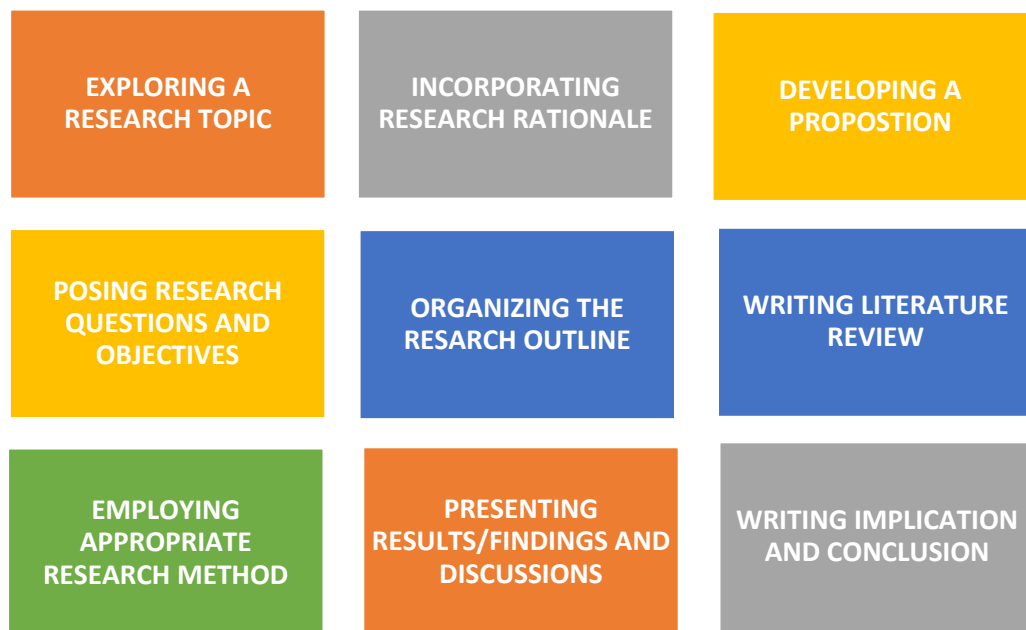 EXPLORING A
RESEARCH TOPIC
INCORPORATING
RESEARCH RATIONALE
DEVELOPING A
PROPOSTION
POSING RESEARCH
QUESTIONS AND
OBJECTIVES
ORGANIZING THE
RESARCH OUTLINE
WRITING LITERATURE
REVIEW
EMPLOYING
APPROPRIATE
RESEARCH METHOD
PRESENTING
RESULTS/FINDINGS AND
DISCUSSIONS
WRITING IMPLICATION
AND CONCLUSION